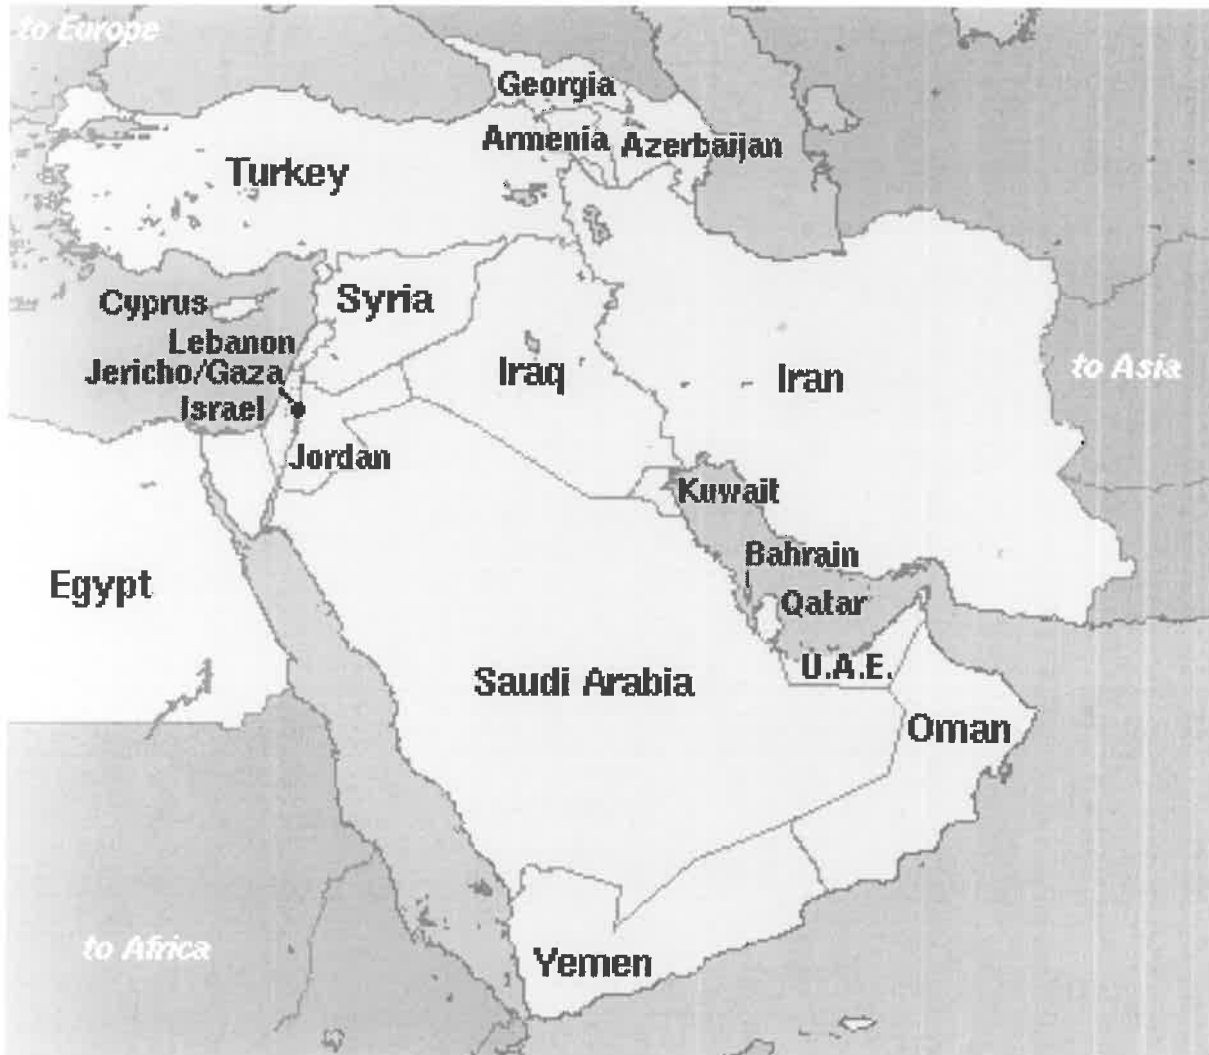 to Europe
Georgia
Armenia
Azerbaijan
Turkey
Cyprus
Syria
Lebanon
Jericho/Gaza
Iraq
Iran
to Asia
Israel
Jordan
Kuwait
Bahrain
Egypt
Qatar
U.A.E.
Saudi Arabia
Oman
to Africa
Yemen